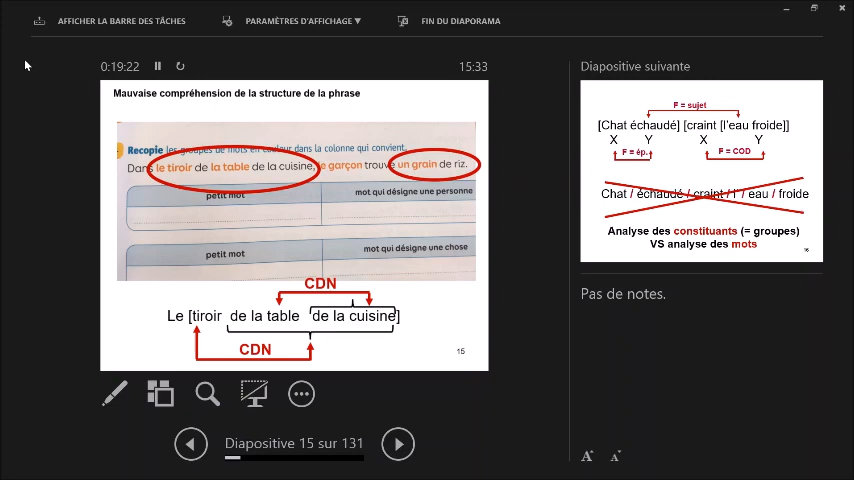 AFFICHER LA BARRE DES TÂCHES
PARAMÈTRES D'AFFICHAGE ▼
FIN DU DIAPORAMA
0:19:22
15:33
Mauvaise compréhension de la structure de la phrase
Recopie les groupes de mots en couleur dans la colonne qui convient.
Dans le tiroir de la table de la cuisine, le garçon trouve un grain de riz.
petit mot
mot qui désigne une personne
petit mot
mot qui désigne une chose
CDN
Le [tiroir de la table de la cuisine]
CDN
15
Diapositive 15 sur 131
Diapositive suivante
F = sujet
[Chat échaudé] [craint [l'eau froide]]
X Y X Y
F = ép. F = COD
Chat / échaudé / craint / l' / eau / froide
Analyse des constituants (= groupes)
VS analyse des mots
16
Pas de notes.
A A